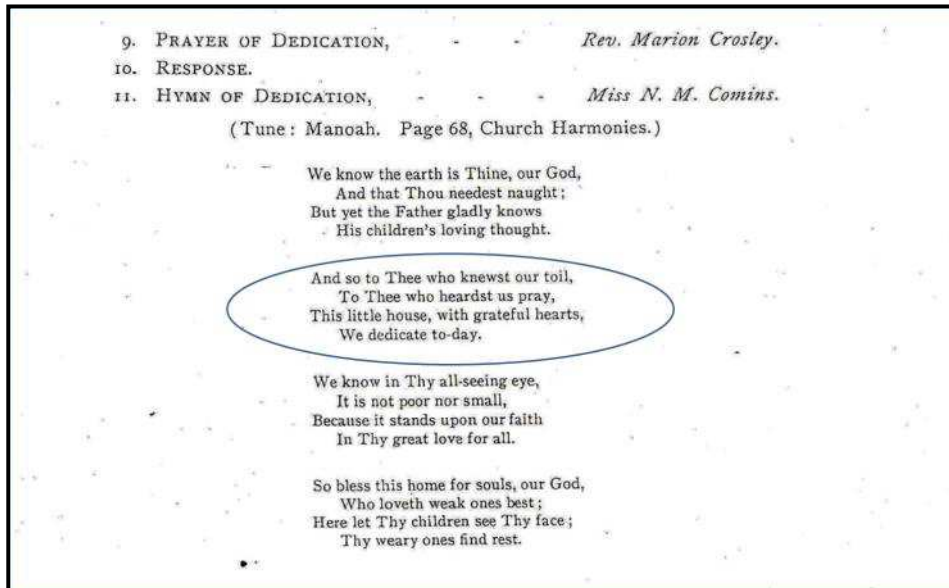 9. PRAYER OF DEDICATION, - - Rev. Marion Crosley.
10. RESPONSE.
11. HYMN OF DEDICATION, - - - Miss N. M. Comins.
(Tune: Manoah. Page 68, Church Harmonies.)
We know the earth is Thine, our God,
And that Thou needest naught;
But yet the Father gladly knows
His children's loving thought.
And so to Thee who knewst our toil,
To Thee who heardst us pray,
This little house, with grateful hearts,
We dedicate to-day.
We know in Thy all-seeing eye,
It is not poor nor small,
Because it stands upon our faith
In Thy great love for all.
So bless this home for souls, our God,
Who loveth weak ones best;
Here let Thy children see Thy face;
Thy weary ones find rest.